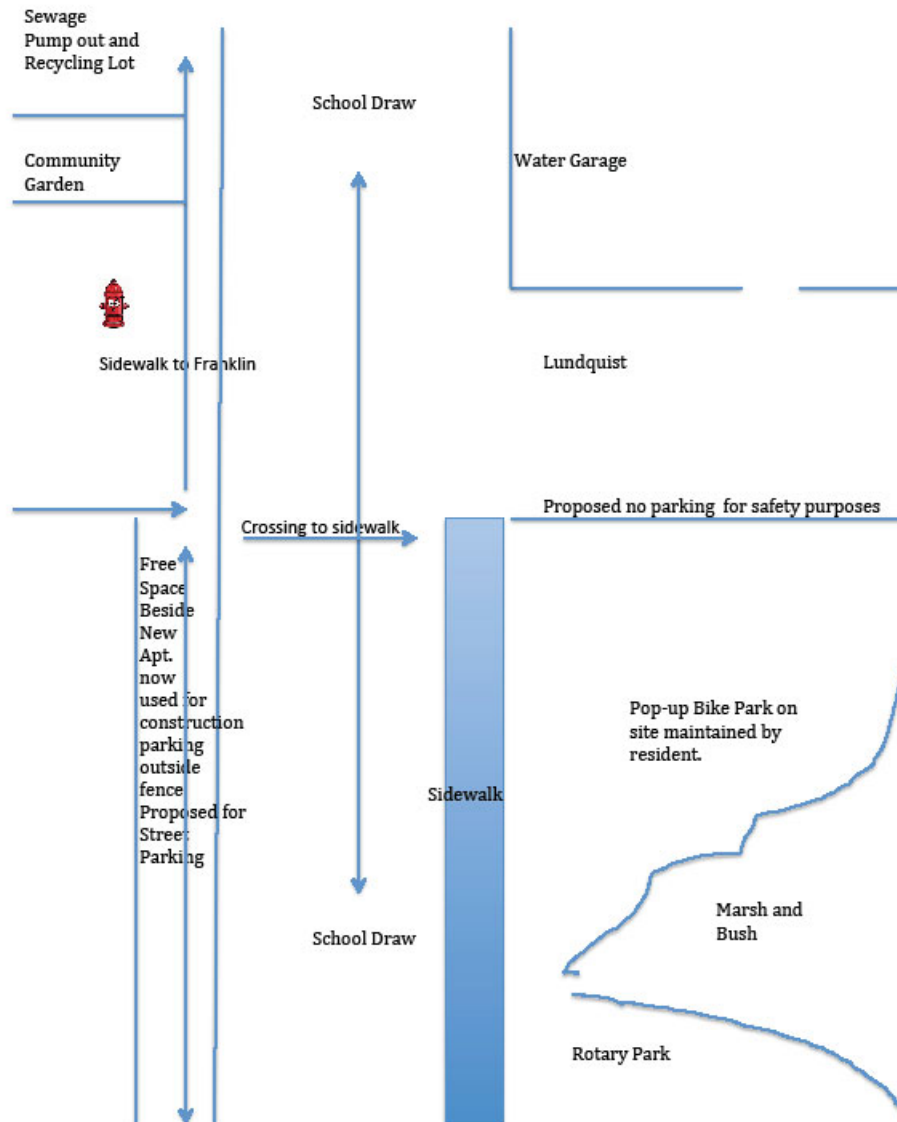 Sewage
Pump out and
Recycling Lot
School Draw
Community
Garden
Water Garage
Sidewalk to Franklin
Lundquist
Proposed no parking for safety purposes
Crossing to sidewalk
Free
Space
Beside
New
Apt.
now
used for
construction
parking
outside
fence
Proposed for
Street
Parking
Sidewalk
Pop-up Bike Park on
site maintained by
resident.
Marsh and
Bush
School Draw
Rotary Park